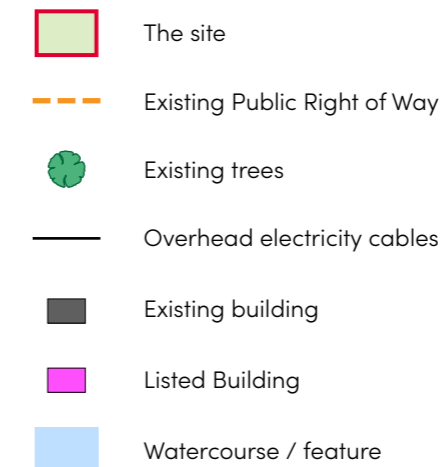 The site
Existing Public Right of Way
Existing trees
Overhead electricity cables
Existing building
Listed Building
Watercourse / feature